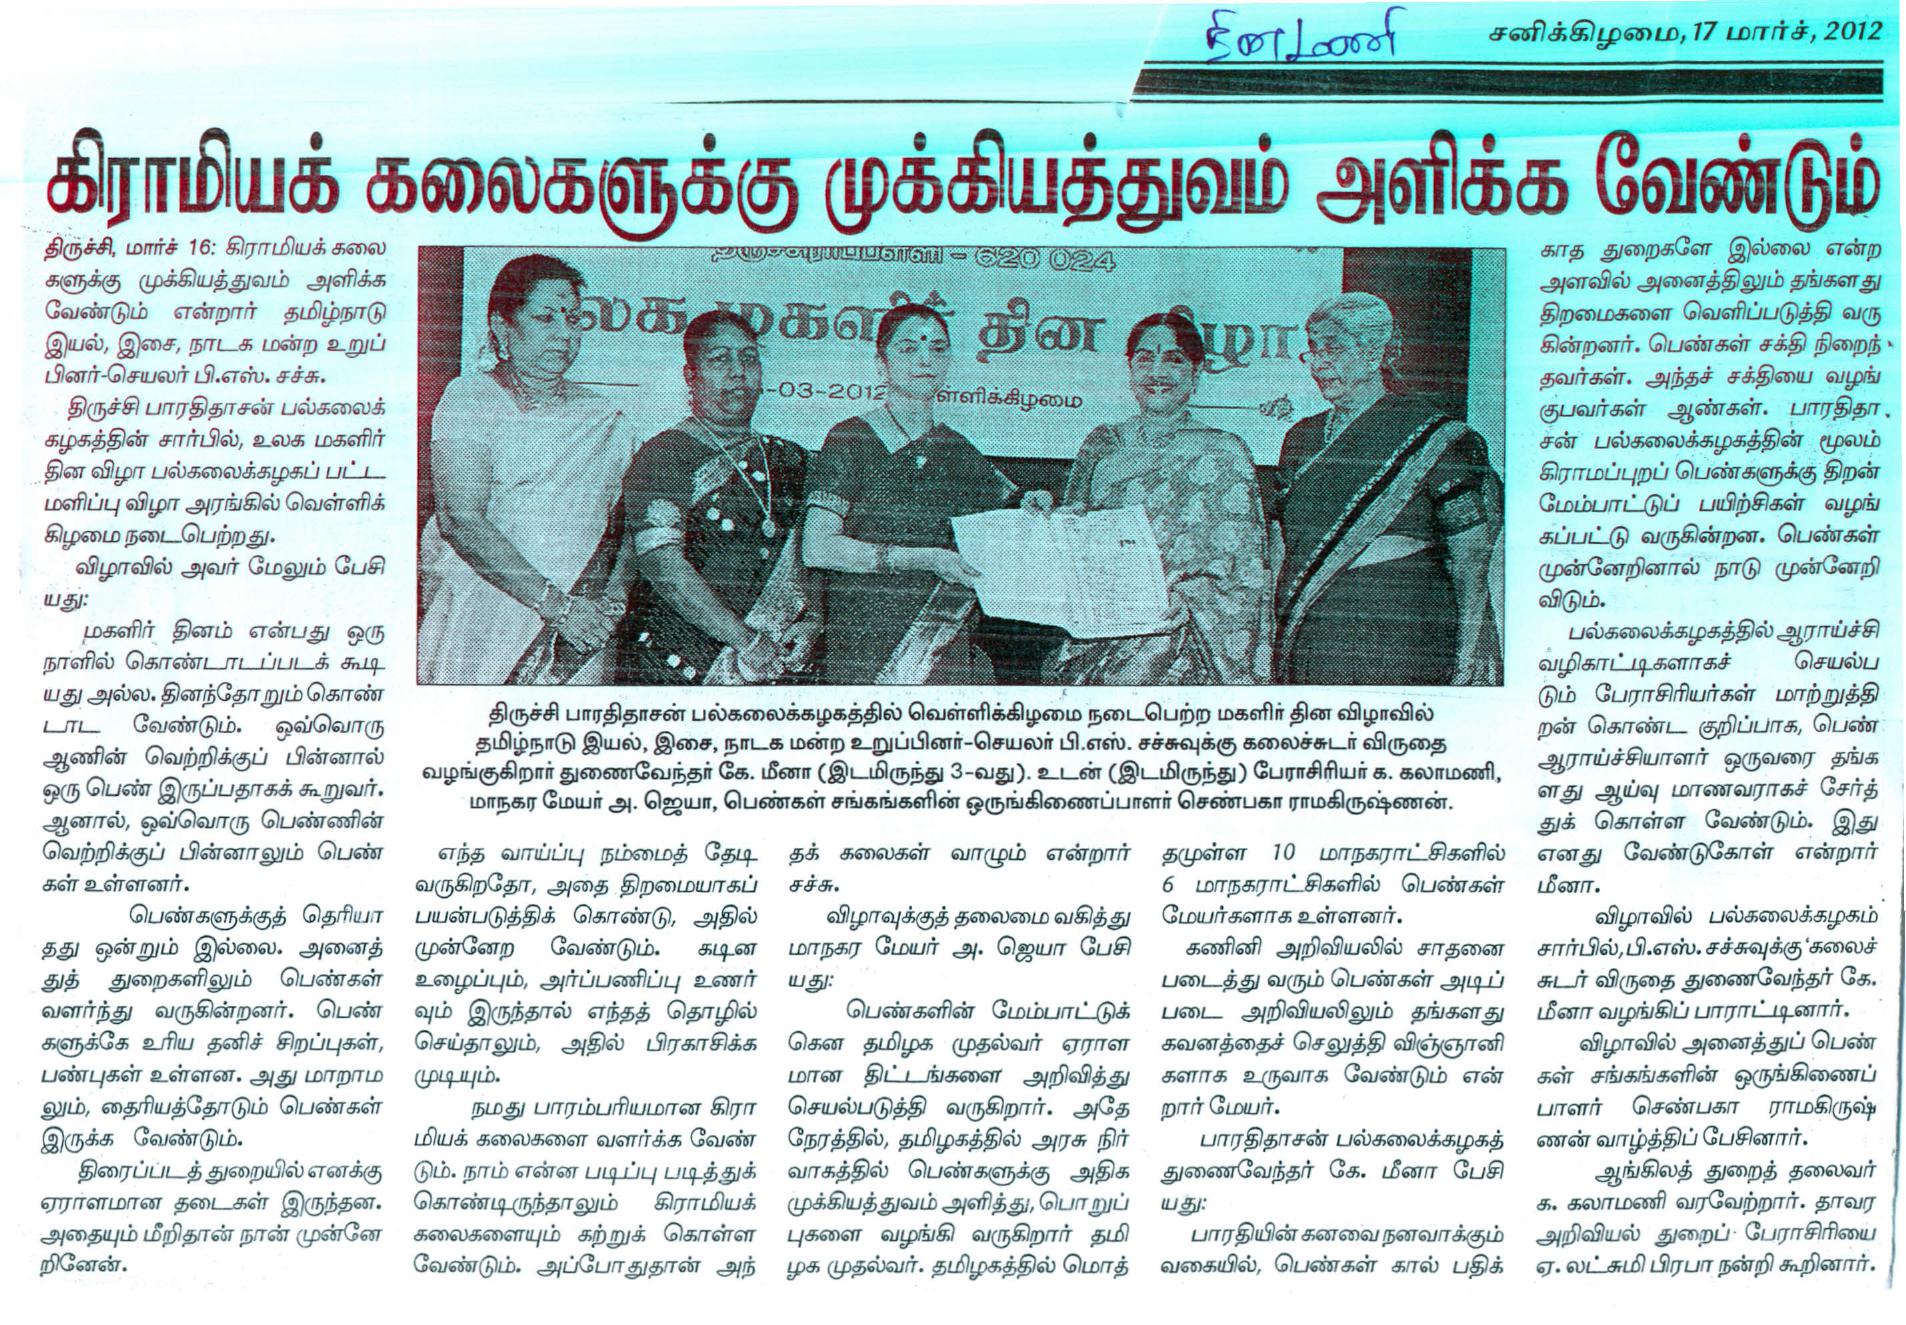 தினமணி
சனிக்கிழமை, 17 மார்ச், 2012
கிராமியக் கலைகளுக்கு முக்கியத்துவம் அளிக்க வேண்டும்
திருச்சி, மார்ச் 16: கிராமியக் கலை
களுக்கு முக்கியத்துவம் அளிக்க
வேண்டும் என்றார் தமிழ்நாடு
இயல், இசை, நாடக மன்ற உறுப்
பினர்-செயலர் பி.எஸ். சச்சு.
திருச்சி பாரதிதாசன் பல்கலைக்
கழகத்தின் சார்பில், உலக மகளிர்
தின விழா பல்கலைக்கழகப் பட்ட
மளிப்பு விழா அரங்கில் வெள்ளிக்
கிழமை நடைபெற்றது.
விழாவில் அவர் மேலும் பேசி
யது:
மகளிர் தினம் என்பது ஒரு
நாளில் கொண்டாடப்படக் கூடி
யது அல்ல. தினந்தோறும் கொண்
டாட வேண்டும். ஒவ்வொரு
ஆணின் வெற்றிக்குப் பின்னால்
ஒரு பெண் இருப்பதாகக் கூறுவர்.
ஆனால், ஒவ்வொரு பெண்ணின்
வெற்றிக்குப் பின்னாலும் பெண்
கள் உள்ளனர்.
பெண்களுக்குத் தெரியா
தது ஒன்றும் இல்லை. அனைத்
துத் துறைகளிலும் பெண்கள்
வளர்ந்து வருகின்றனர். பெண்
களுக்கே உரிய தனிச் சிறப்புகள்,
பண்புகள் உள்ளன. அது மாறாம
லும், தைரியத்தோடும் பெண்கள்
இருக்க வேண்டும்.
திரைப்படத் துறையில் எனக்கு
ஏராளமான தடைகள் இருந்தன.
அதையும் மீறிதான் நான் முன்னே
றினேன்.
திருச்சிராப்பள்ளி - 620 024
லக மகளிர் தின விழா
-03-2012 ள்ளிக்கிழமை
திருச்சி பாரதிதாசன் பல்கலைக்கழகத்தில் வெள்ளிக்கிழமை நடைபெற்ற மகளிர் தின விழாவில்
தமிழ்நாடு இயல், இசை, நாடக மன்ற உறுப்பினர்-செயலர் பி.எஸ். சச்சுவுக்கு கலைச்சுடர் விருதை
வழங்குகிறார் துணைவேந்தர் கே. மீனா (இடமிருந்து 3-வது). உடன் (இடமிருந்து) பேராசிரியர் க. கலாமணி,
மாநகர மேயர் அ. ஜெயா, பெண்கள் சங்கங்களின் ஒருங்கிணைப்பாளர் செண்பகா ராமகிருஷ்ணன்.
எந்த வாய்ப்பு நம்மைத் தேடி
வருகிறதோ, அதை திறமையாகப்
பயன்படுத்திக் கொண்டு, அதில்
முன்னேற வேண்டும். கடின
உழைப்பும், அர்ப்பணிப்பு உணர்
வும் இருந்தால் எந்தத் தொழில்
செய்தாலும், அதில் பிரகாசிக்க
முடியும்.
நமது பாரம்பரியமான கிரா
மியக் கலைகளை வளர்க்க வேண்
டும். நாம் என்ன படிப்பு படித்துக்
கொண்டிருந்தாலும் கிராமியக்
கலைகளையும் கற்றுக் கொள்ள
வேண்டும். அப்போதுதான் அந்
தக் கலைகள் வாழும் என்றார்
சச்சு.
விழாவுக்குத் தலைமை வகித்து
மாநகர மேயர் அ. ஜெயா பேசி
யது:
பெண்களின் மேம்பாட்டுக்
கென தமிழக முதல்வர் ஏராள
மான திட்டங்களை அறிவித்து
செயல்படுத்தி வருகிறார். அதே
நேரத்தில், தமிழகத்தில் அரசு நிர்
வாகத்தில் பெண்களுக்கு அதிக
முக்கியத்துவம் அளித்து, பொறுப்
புகளை வழங்கி வருகிறார் தமி
ழக முதல்வர். தமிழகத்தில் மொத்
தமுள்ள 10 மாநகராட்சிகளில்
6 மாநகராட்சிகளில் பெண்கள்
மேயர்களாக உள்ளனர்.
கணினி அறிவியலில் சாதனை
படைத்து வரும் பெண்கள் அடிப்
படை அறிவியலிலும் தங்களது
கவனத்தைச் செலுத்தி விஞ்ஞானி
களாக உருவாக வேண்டும் என்
றார் மேயர்.
பாரதிதாசன் பல்கலைக்கழகத்
துணைவேந்தர் கே. மீனா பேசி
யது:
பாரதியின் கனவை நனவாக்கும்
வகையில், பெண்கள் கால் பதிக்
காத துறைகளே இல்லை என்ற
அளவில் அனைத்திலும் தங்களது
திறமைகளை வெளிப்படுத்தி வரு
கின்றனர். பெண்கள் சக்தி நிறைந்
தவர்கள். அந்தச் சக்தியை வழங்
குபவர்கள் ஆண்கள். பாரதிதா
சன் பல்கலைக்கழகத்தின் மூலம்
கிராமப்புறப் பெண்களுக்கு திறன்
மேம்பாட்டுப் பயிற்சிகள் வழங்
கப்பட்டு வருகின்றன. பெண்கள்
முன்னேறினால் நாடு முன்னேறி
விடும்.
பல்கலைக்கழகத்தில் ஆராய்ச்சி
வழிகாட்டிகளாகச் செயல்ப
டும் பேராசிரியர்கள் மாற்றுத்தி
றன் கொண்ட குறிப்பாக, பெண்
ஆராய்ச்சியாளர் ஒருவரை தங்க
ளது ஆய்வு மாணவராகச் சேர்த்
துக் கொள்ள வேண்டும். இது
எனது வேண்டுகோள் என்றார்
மீனா.
விழாவில் பல்கலைக்கழகம்
சார்பில், பி.எஸ். சச்சுவுக்கு 'கலைச்
சுடர் விருதை துணைவேந்தர் கே.
மீனா வழங்கிப் பாராட்டினார்.
விழாவில் அனைத்துப் பெண்
கள் சங்கங்களின் ஒருங்கிணைப்
பாளர் செண்பகா ராமகிருஷ்
ணன் வாழ்த்திப் பேசினார்.
ஆங்கிலத் துறைத் தலைவர்
க. கலாமணி வரவேற்றார். தாவர
அறிவியல் துறைப் பேராசிரியை
ஏ. லட்சுமி பிரபா நன்றி கூறினார்.